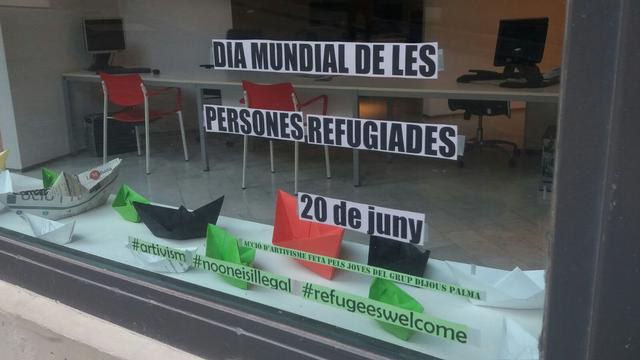 DIA MUNDIAL DE LES
PERSONES REFUGIADES
20 de juny
ACCIÓ D'ARTIVISME FETA PELS JOVES DEL GRUP DIJOUS PALMA
#artivism
#nooneisillegal
#refugeeswelcome